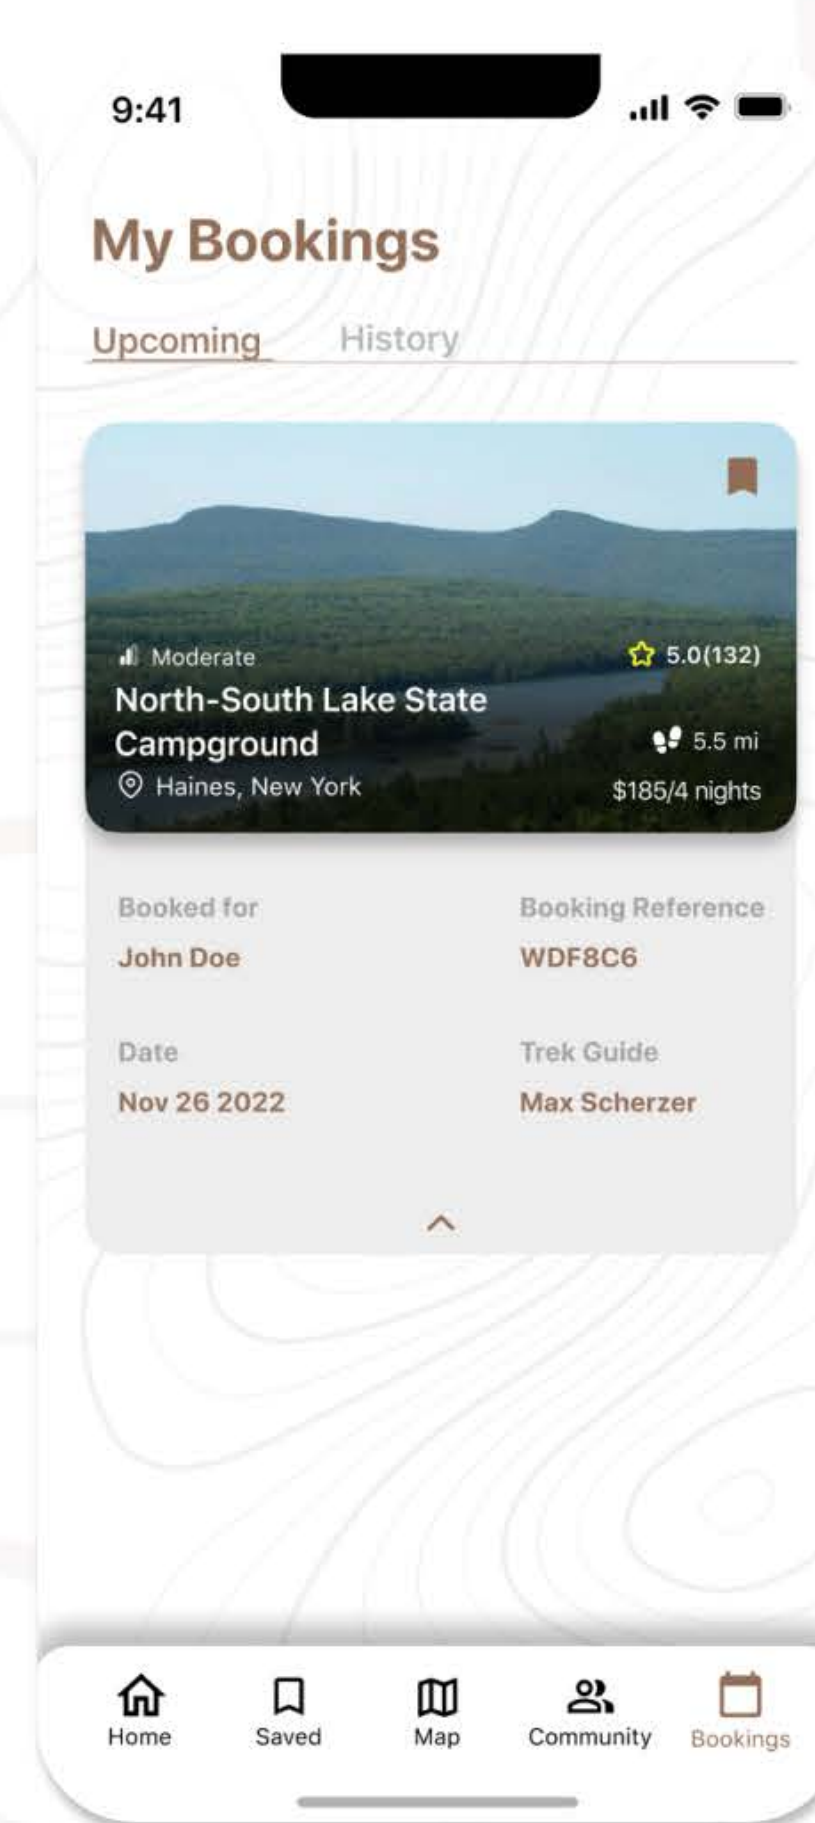 9:41
My Bookings
Upcoming History
Moderate
5.0(132)
North-South Lake State
Campground
5.5 mi
Haines, New York
$185/4 nights
Booked for
Booking Reference
John Doe
WDF8C6
Date
Trek Guide
Nov 26 2022
Max Scherzer
Home
Saved
Map
Community
Bookings